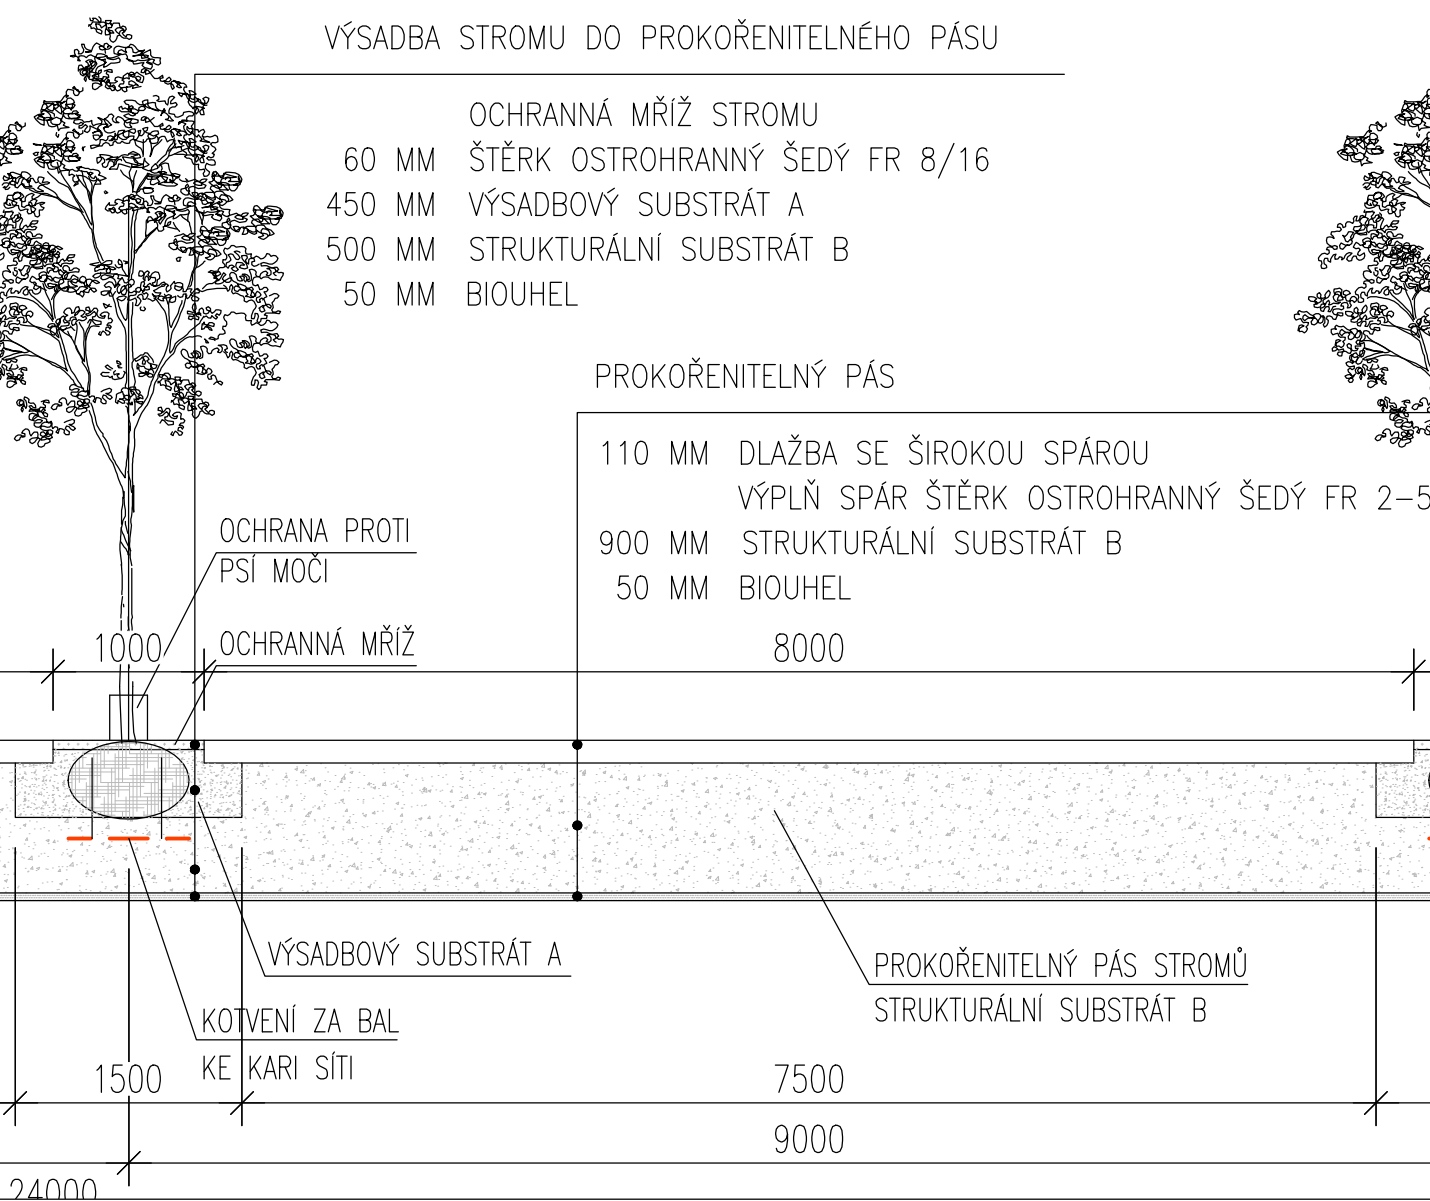 VÝSADBA STROMU DO PROKOŘENITELNÉHO PÁSU
OCHRANNÁ MŘÍŽ STROMU
60 MM ŠTĚRK OSTROHRANNÝ ŠEDÝ FR 8/16
450 MM VÝSADBOVÝ SUBSTRÁT A
500 MM STRUKTURÁLNÍ SUBSTRÁT B
50 MM BIOUHEL
PROKOŘENITELNÝ PÁS
110 MM DLAŽBA SE ŠIROKOU SPÁROU
VÝPLŇ SPÁR ŠTĚRK OSTROHRANNÝ ŠEDÝ FR 2-5
900 MM STRUKTURÁLNÍ SUBSTRÁT B
50 MM BIOUHEL
OCHRANA PROTI
PSÍ MOČI
OCHRANNÁ MŘÍŽ
1000
8000
VÝSADBOVÝ SUBSTRÁT A
PROKOŘENITELNÝ PÁS STROMŮ
STRUKTURÁLNÍ SUBSTRÁT B
KOTVENÍ ZA BAL
KE KARI SÍTI
1500
7500
9000
24000